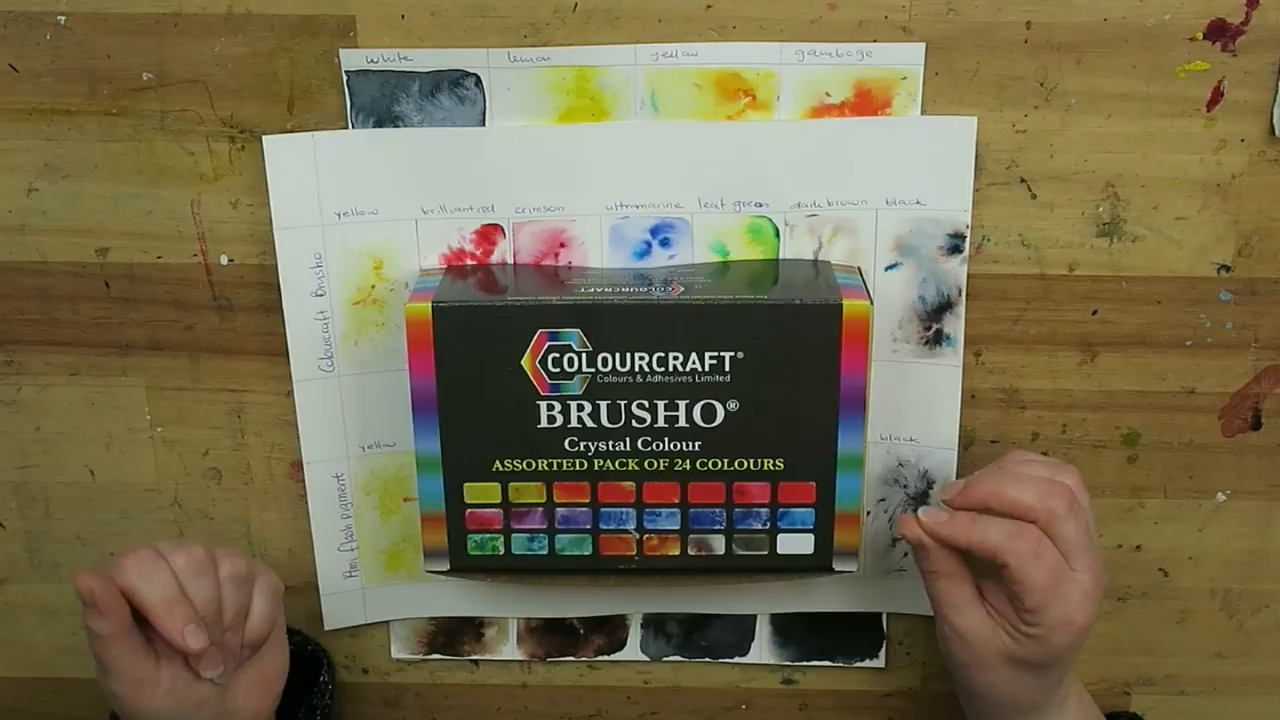 white lemon yellow gamboge
yellow brilliant red crimson ultramarine leaf green dark brown black
Colourcraft Brusho
COLOURCRAFT
COLOURCRAFT®
Colours & Adhesives Limited
BRUSHO®
Crystal Colour
ASSORTED PACK OF 24 COLOURS
yellow black